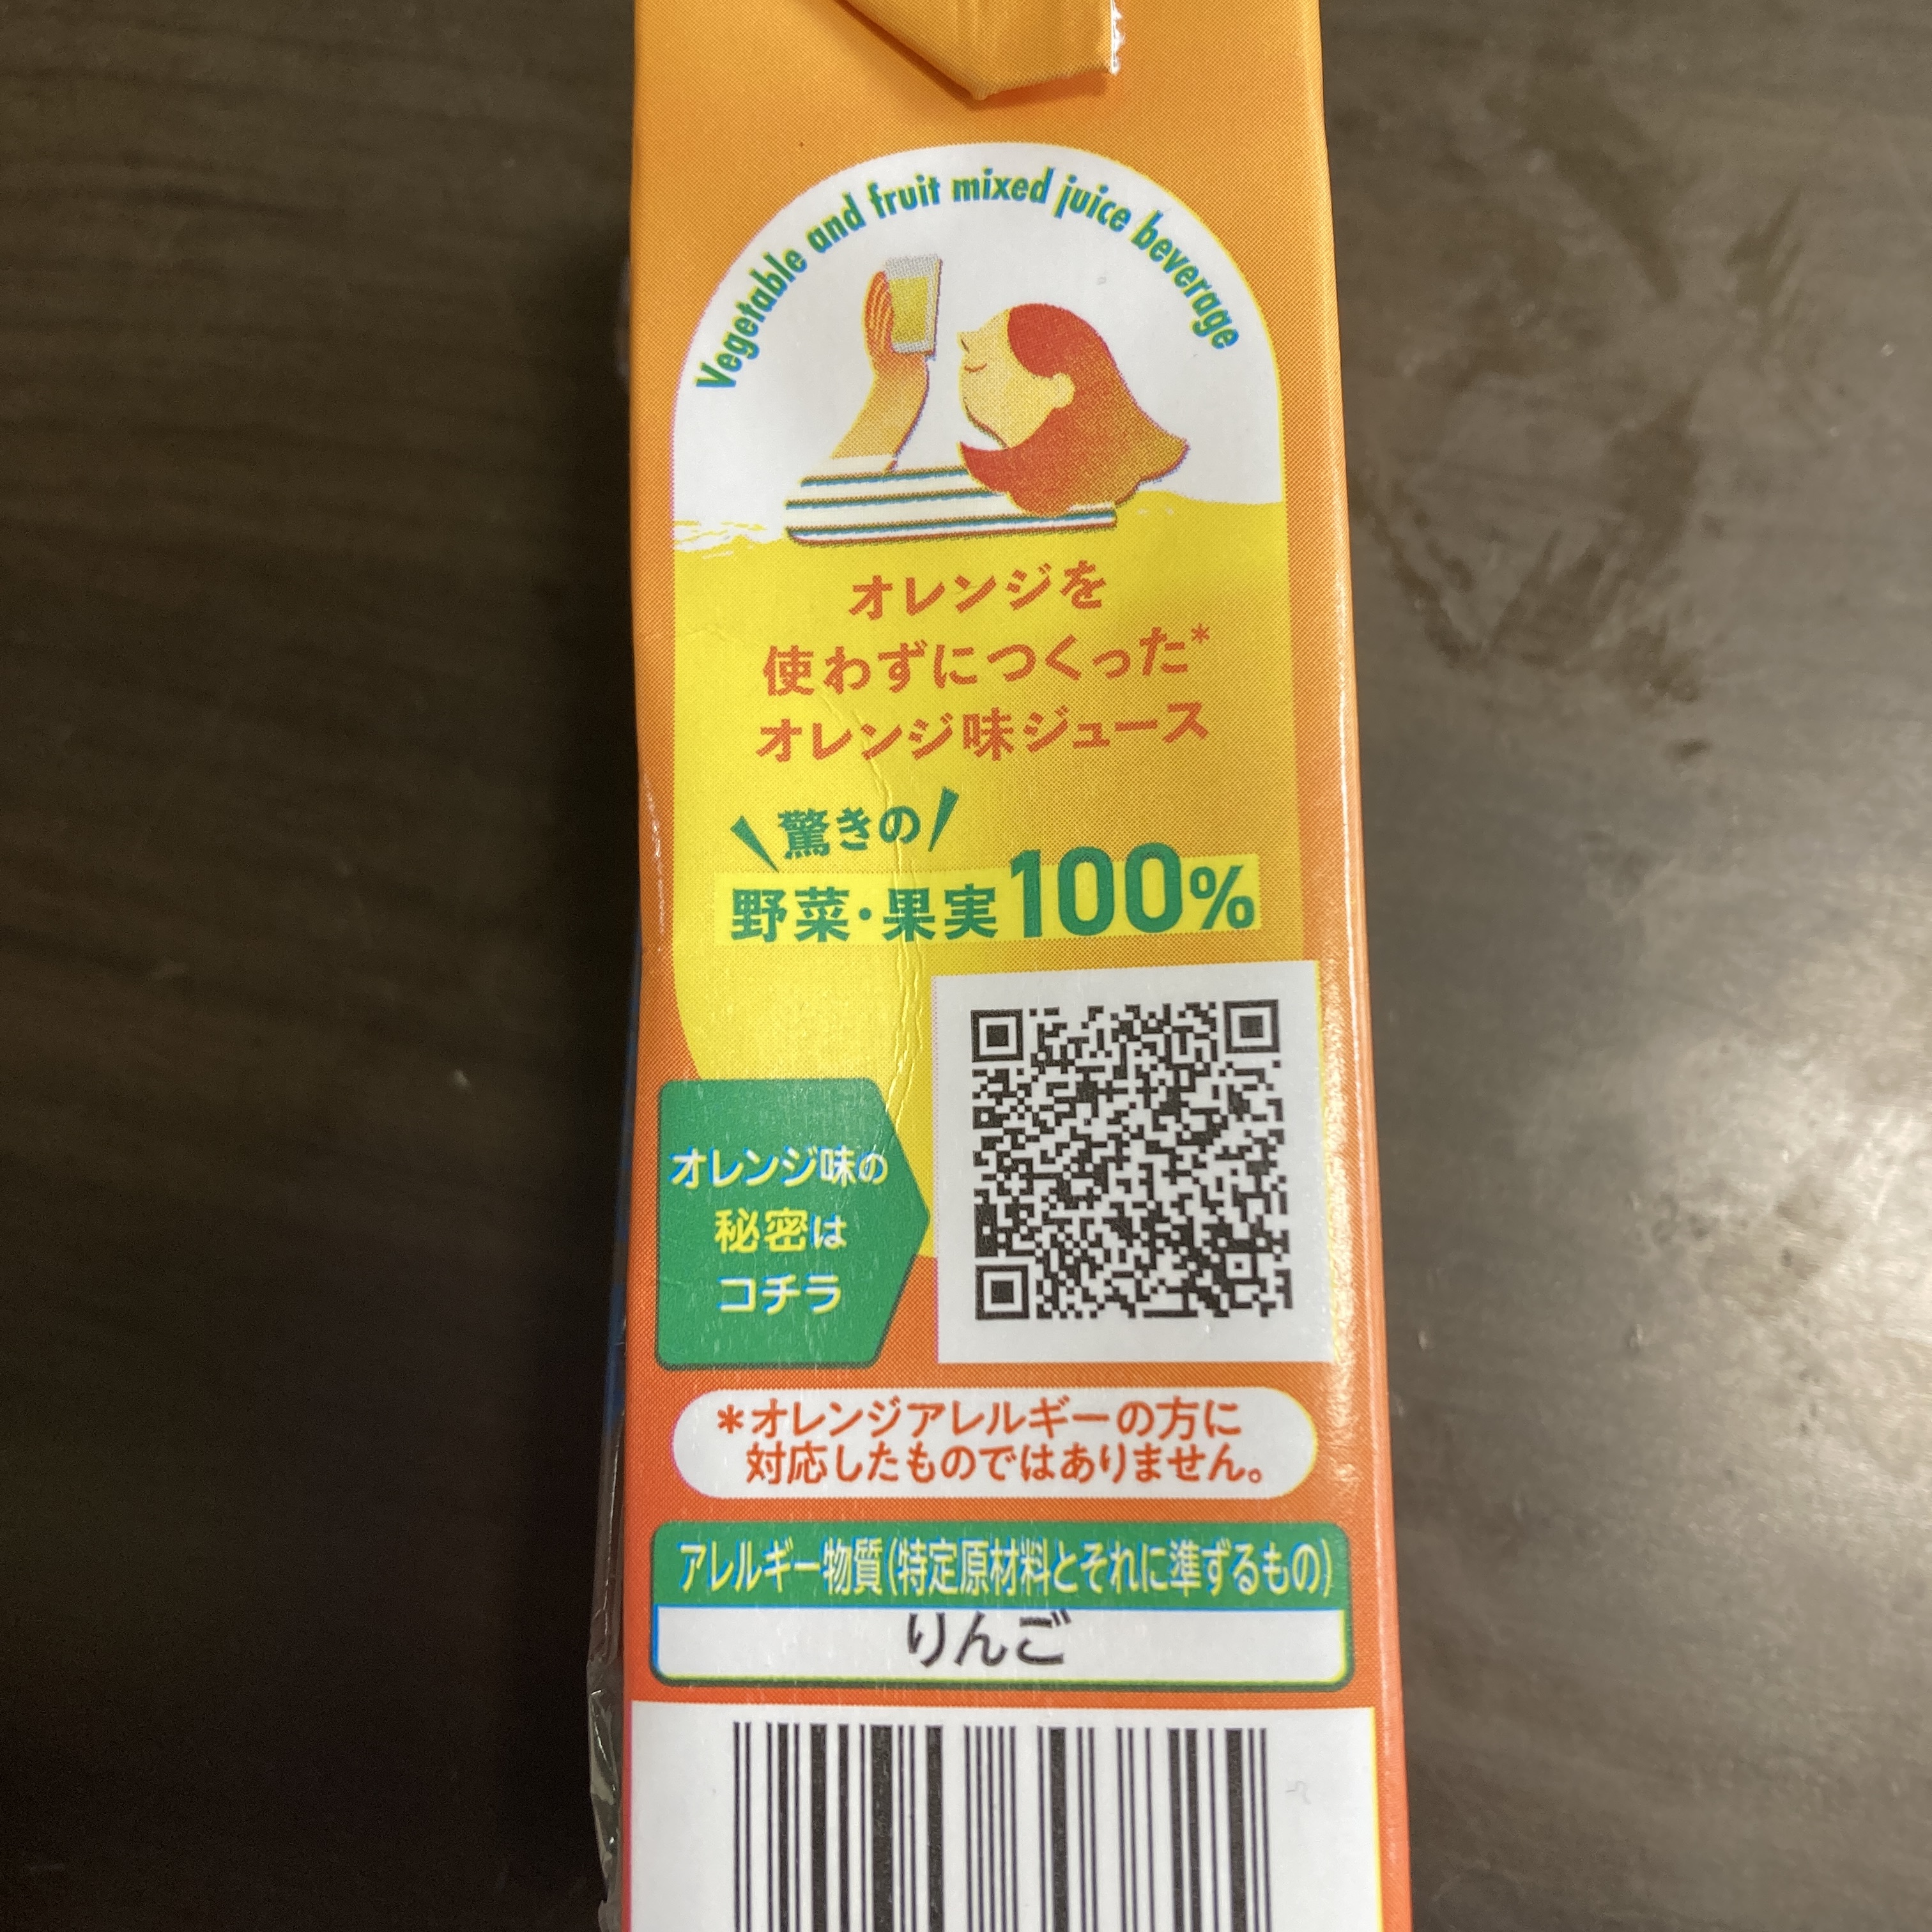 Vegetable and fruit mixed juice beverage
オレンジを
使わずにつくった*
オレンジ味ジュース
驚きの
野菜・果実100%
オレンジ味の
秘密は
コチラ
*オレンジアレルギーの方に
対応したものではありません。
アレルギー物質(特定原材料とそれに準ずるもの)
りんご